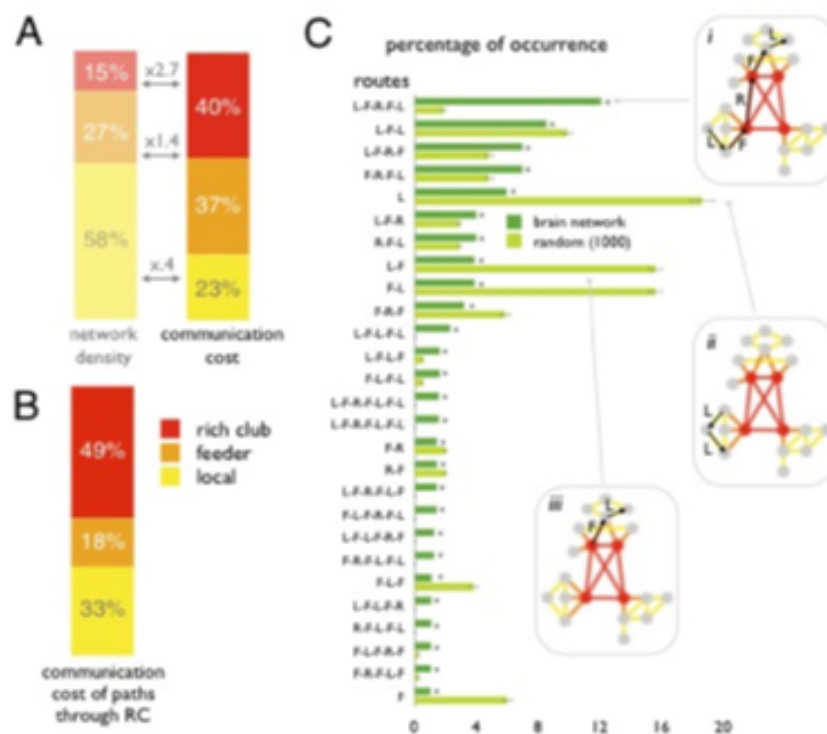 A
15%
27%
58%
x2.7
x1.4
x.4
40%
37%
23%
network
density
communication
cost
B
49%
18%
33%
rich club
feeder
local
communication
cost of paths
through RC
C
percentage of occurrence
routes
L-F-R-F-L
L-F-L
L-F-R-F
F-R-F-L
L
L-F-R
R-F-L
L-F
F-L
F-R-F
L-F-L-F-L
L-F-L-F
F-L-F-L
L-F-R-F-L-F-L
L-F-R-F-L-F-L
F-R
R-F
L-F-R-F-L-F
F-L-F-R-F-L
L-F-L-F-R-F
F-R-F-L-F-L
F-L-F
L-F-L-F-R
R-F-L-F-L
F-L-F-R-F
F-R-F-L-F
F
0 4 8 12 16 20
brain network
random (1000)
i
L
F
R
L
F
ii
L
L
iii
L
F